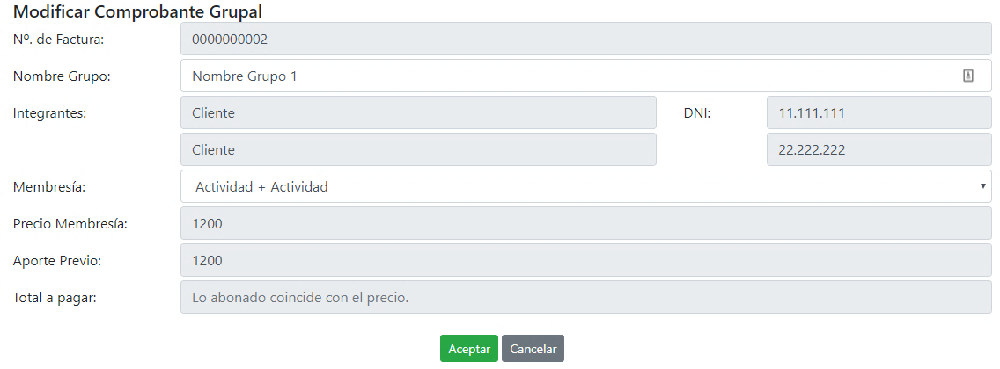 Modificar Comprobante Grupal
Nº. de Factura: 0000000002
Nombre Grupo: Nombre Grupo 1
Integrantes: Cliente DNI: 11.111.111
Cliente 22.222.222
Membresía: Actividad + Actividad
Precio Membresía: 1200
Aporte Previo: 1200
Total a pagar: Lo abonado coincide con el precio.
Aceptar Cancelar